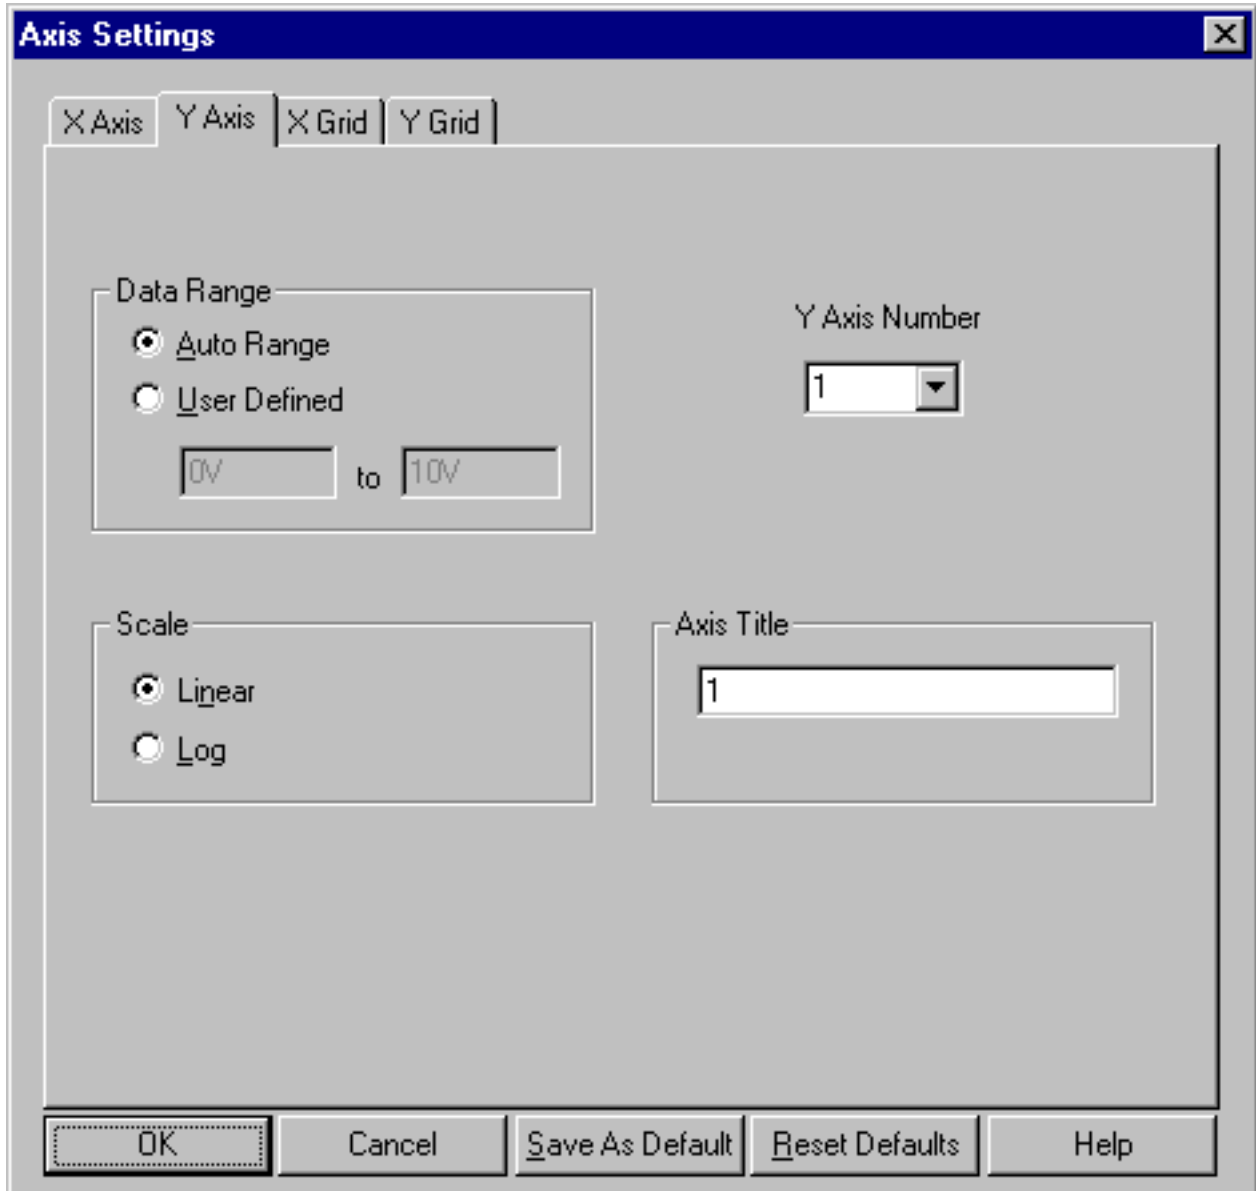 Axis Settings
X Axis Y Axis X Grid Y Grid
Data Range
Auto Range
User Defined
0V to 10V
Y Axis Number
1
Scale
Linear
Log
Axis Title
1
OK Cancel Save As Default Reset Defaults Help